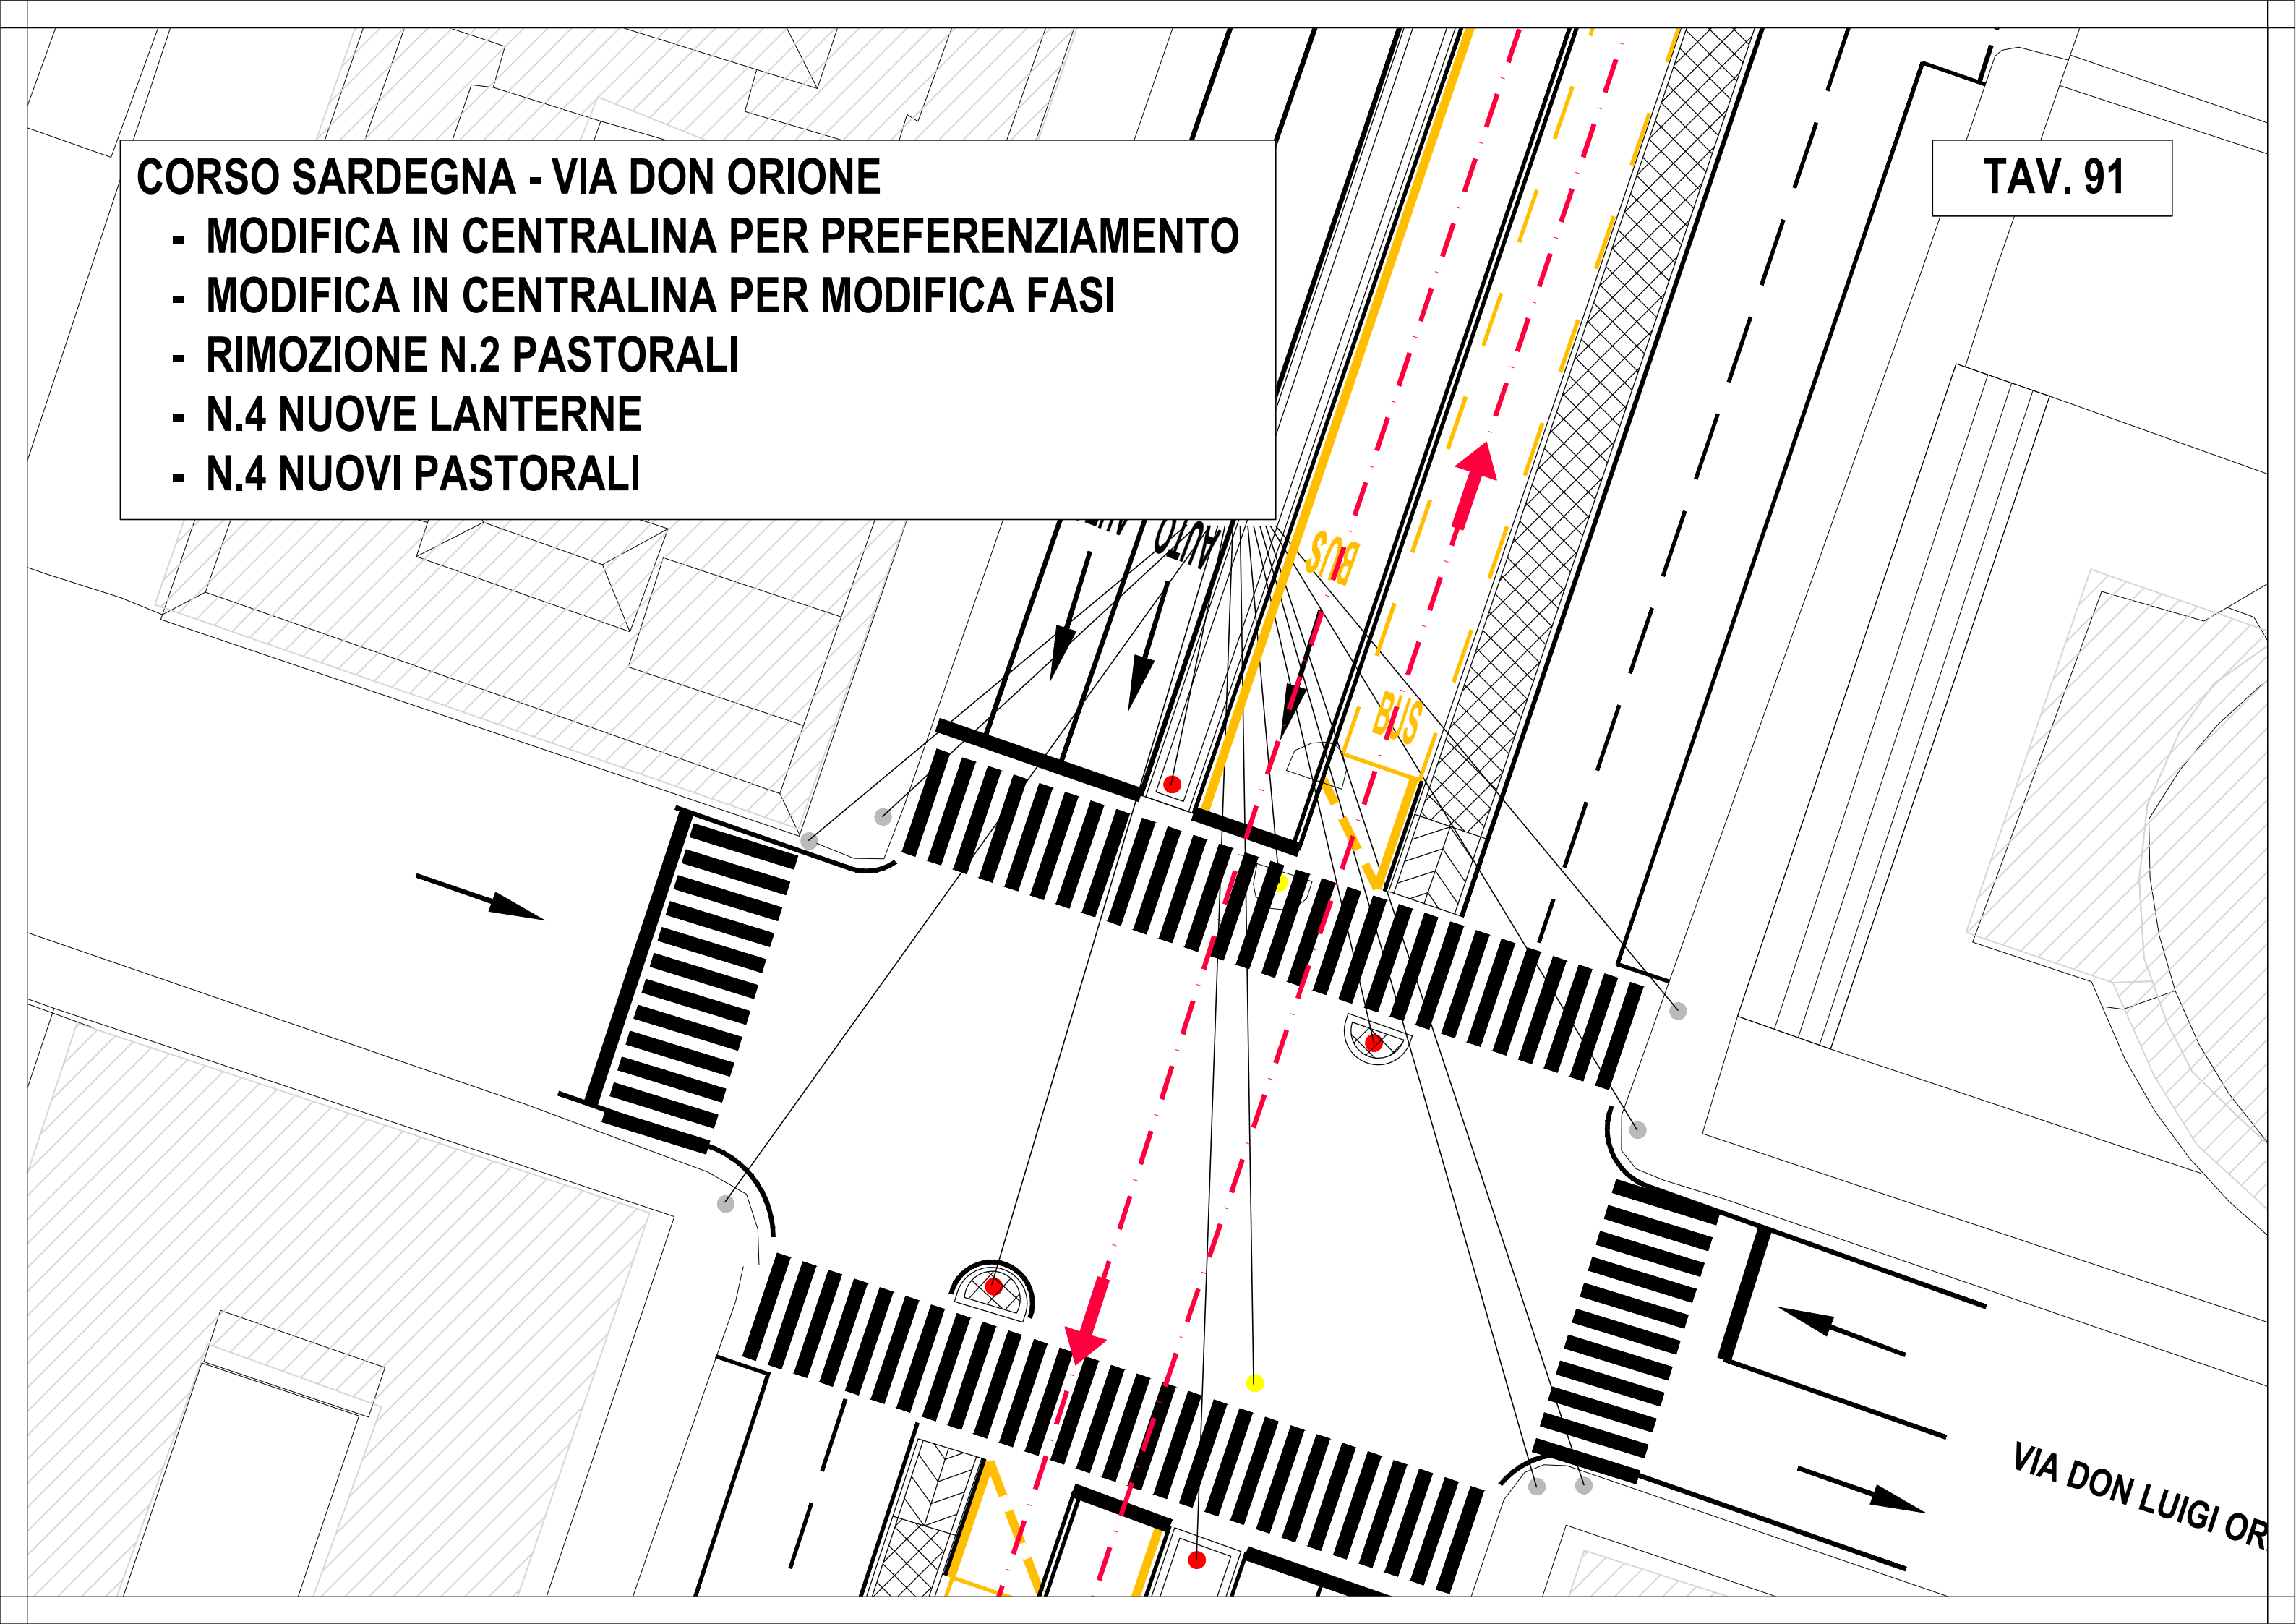 CORSO SARDEGNA - VIA DON ORIONE
- MODIFICA IN CENTRALINA PER PREFERENZIAMENTO
- MODIFICA IN CENTRALINA PER MODIFICA FASI
- RIMOZIONE N.2 PASTORALI
- N.4 NUOVE LANTERNE
- N.4 NUOVI PASTORALI
TAV. 91
AUTO
BUS
BUS
VIA DON LUIGI OR